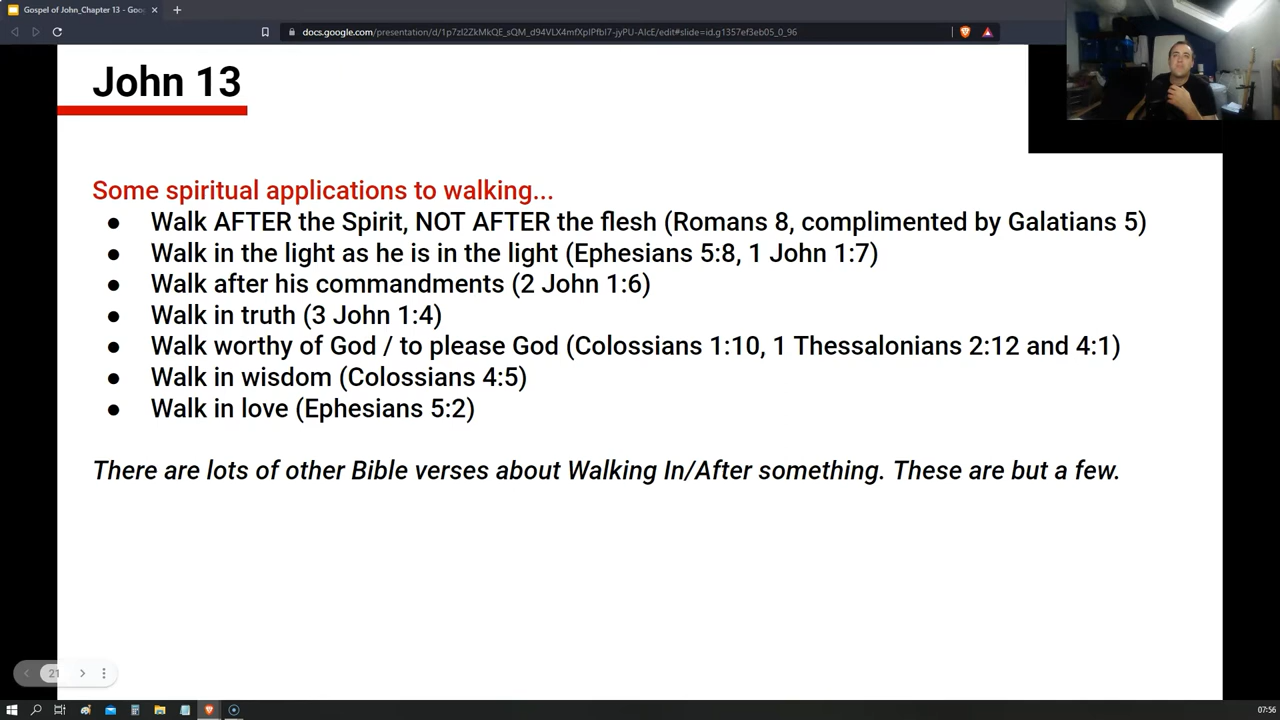 Gospel of John_Chapter 13 - Goo
docs.google.com/presentation/d/1p7zl2ZkMkQE_sQM_d94VLX4mfXpIPfbI7-jyPU-AIcE/edit#slide=id.g1357ef3eb05_0_96
John 13
Some spiritual applications to walking...
● Walk AFTER the Spirit, NOT AFTER the flesh (Romans 8, complimented by Galatians 5)
● Walk in the light as he is in the light (Ephesians 5:8, 1 John 1:7)
● Walk after his commandments (2 John 1:6)
● Walk in truth (3 John 1:4)
● Walk worthy of God / to please God (Colossians 1:10, 1 Thessalonians 2:12 and 4:1)
● Walk in wisdom (Colossians 4:5)
● Walk in love (Ephesians 5:2)
There are lots of other Bible verses about Walking In/After something. These are but a few.
21
07:56